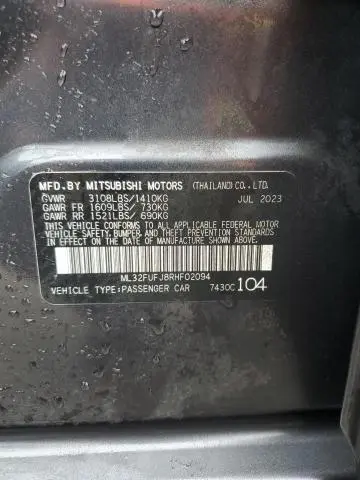 MFD.BY MITSUBISHI MOTORS (THAILAND)CO.,LTD.
GVWR 3108LBS/1410KG JUL 2023
GAWR FR 1609LBS/ 730KG
GAWR RR 1521LBS/ 690KG
THIS VEHICLE CONFORMS TO ALL APPLICABLE FEDERAL MOTOR
VEHICLE SAFETY, BUMPER, AND THEFT PREVENTION STANDARDS
IN EFFECT ON THE DATE OF MANUFACTURE SHOWN ABOVE.
ML32FUFJ8RHF02094
VEHICLE TYPE:PASSENGER CAR 7430C 104